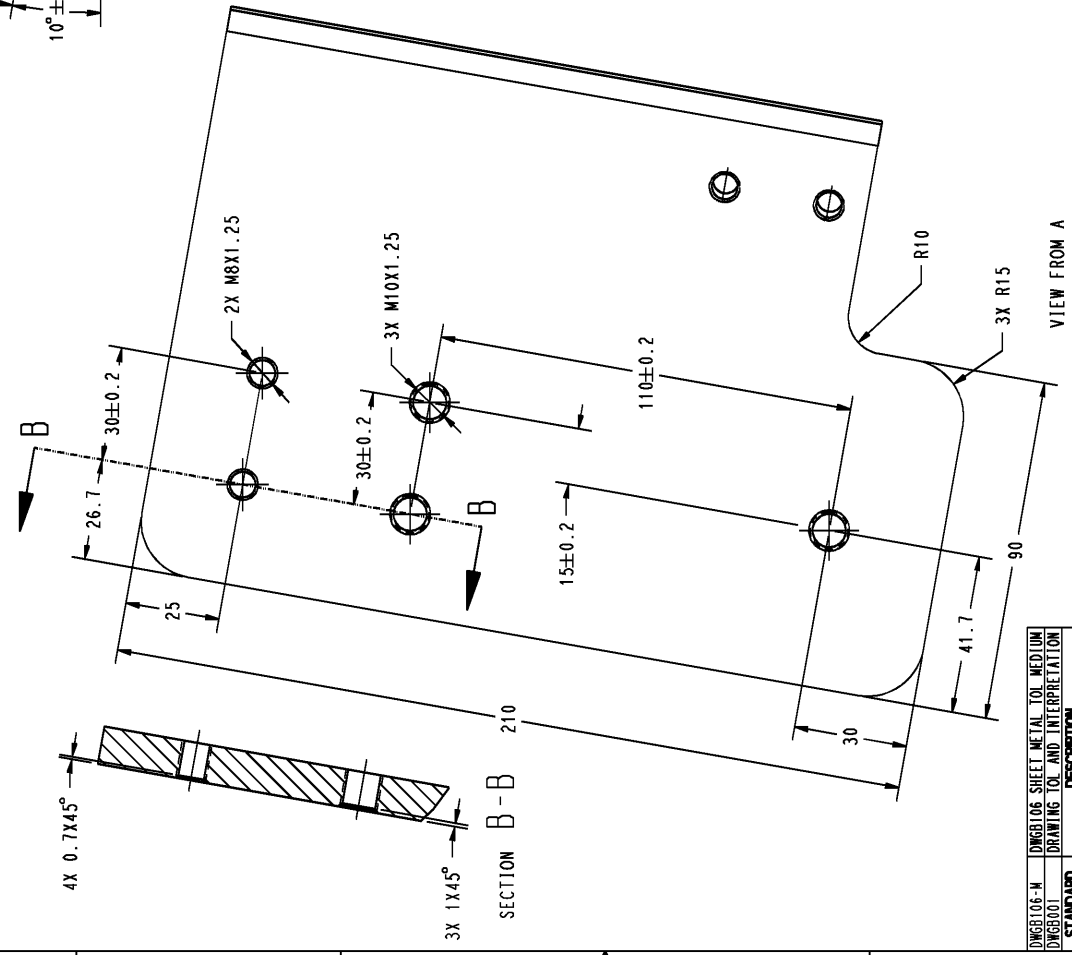 10°±
2X M8X1.25
B
30±0.2
26.7
3X M10X1.25
30±0.2
110±0.2
B
25
15±0.2
R10
3X R15
VIEW FROM A
210
30
41.7
90
4X 0.7X45°
3X 1X45°
SECTION B-B
DWGB106-M DWGB106 SHEET METAL TOL MEDIUM
DWGB001 DRAWING TOL AND INTERPRETATION
STANDARD DESCRIPTION